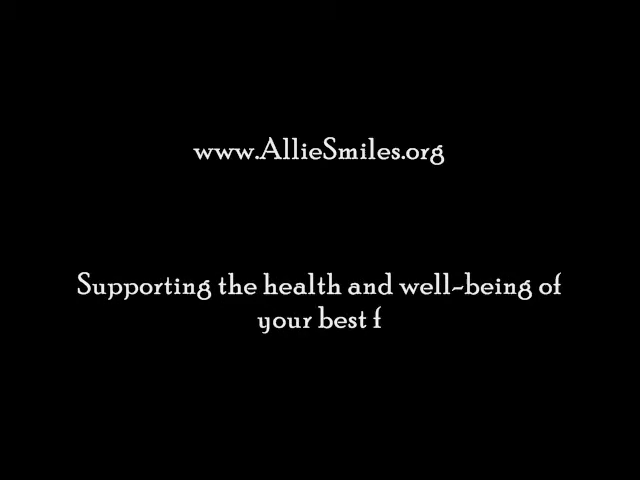 www.AllieSmiles.org
Supporting the health and well-being of
your best f